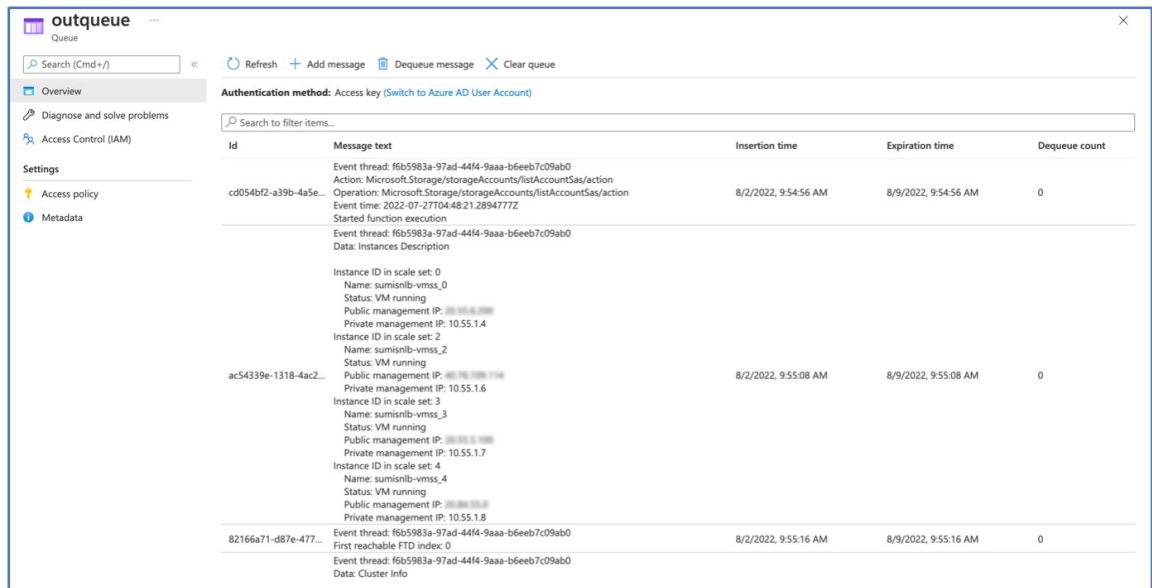 outqueue ...
Queue
Search (Cmd+/)
«
Refresh
Add message
Dequeue message
Clear queue
Overview
Diagnose and solve problems
Access Control (IAM)
Settings
Access policy
Metadata
Authentication method: Access key (Switch to Azure AD User Account)
Search to filter items...
Id Message text Insertion time Expiration time Dequeue count
Event thread: f6b5983a-97ad-44f4-9aaa-b6eeb7c09ab0
Action: Microsoft.Storage/storageAccounts/listAccountSas/action
cd054bf2-a39b-4a5e... Operation: Microsoft.Storage/storageAccounts/listAccountSas/action 8/2/2022, 9:54:56 AM 8/9/2022, 9:54:56 AM 0
Event time: 2022-07-27T04:48:21.2894777Z
Started function execution
Event thread: f6b5983a-97ad-44f4-9aaa-b6eeb7c09ab0
Data: Instances Description
Instance ID in scale set: 0
Name: sumisnlb-vmss_0
Status: VM running
Public management IP:
Private management IP: 10.55.1.4
Instance ID in scale set: 2
Name: sumisnlb-vmss_2
Status: VM running
ac54339e-1318-4ac2... Public management IP: 8/2/2022, 9:55:08 AM 8/9/2022, 9:55:08 AM 0
Private management IP: 10.55.1.6
Instance ID in scale set: 3
Name: sumisnlb-vmss_3
Status: VM running
Public management IP:
Private management IP: 10.55.1.7
Instance ID in scale set: 4
Name: sumisnlb-vmss_4
Status: VM running
Public management IP:
Private management IP: 10.55.1.8
Event thread: f6b5983a-97ad-44f4-9aaa-b6eeb7c09ab0
82166a71-d87e-477... First reachable FTD index: 0 8/2/2022, 9:55:16 AM 8/9/2022, 9:55:16 AM 0
Event thread: f6b5983a-97ad-44f4-9aaa-b6eeb7c09ab0
Data: Cluster Info